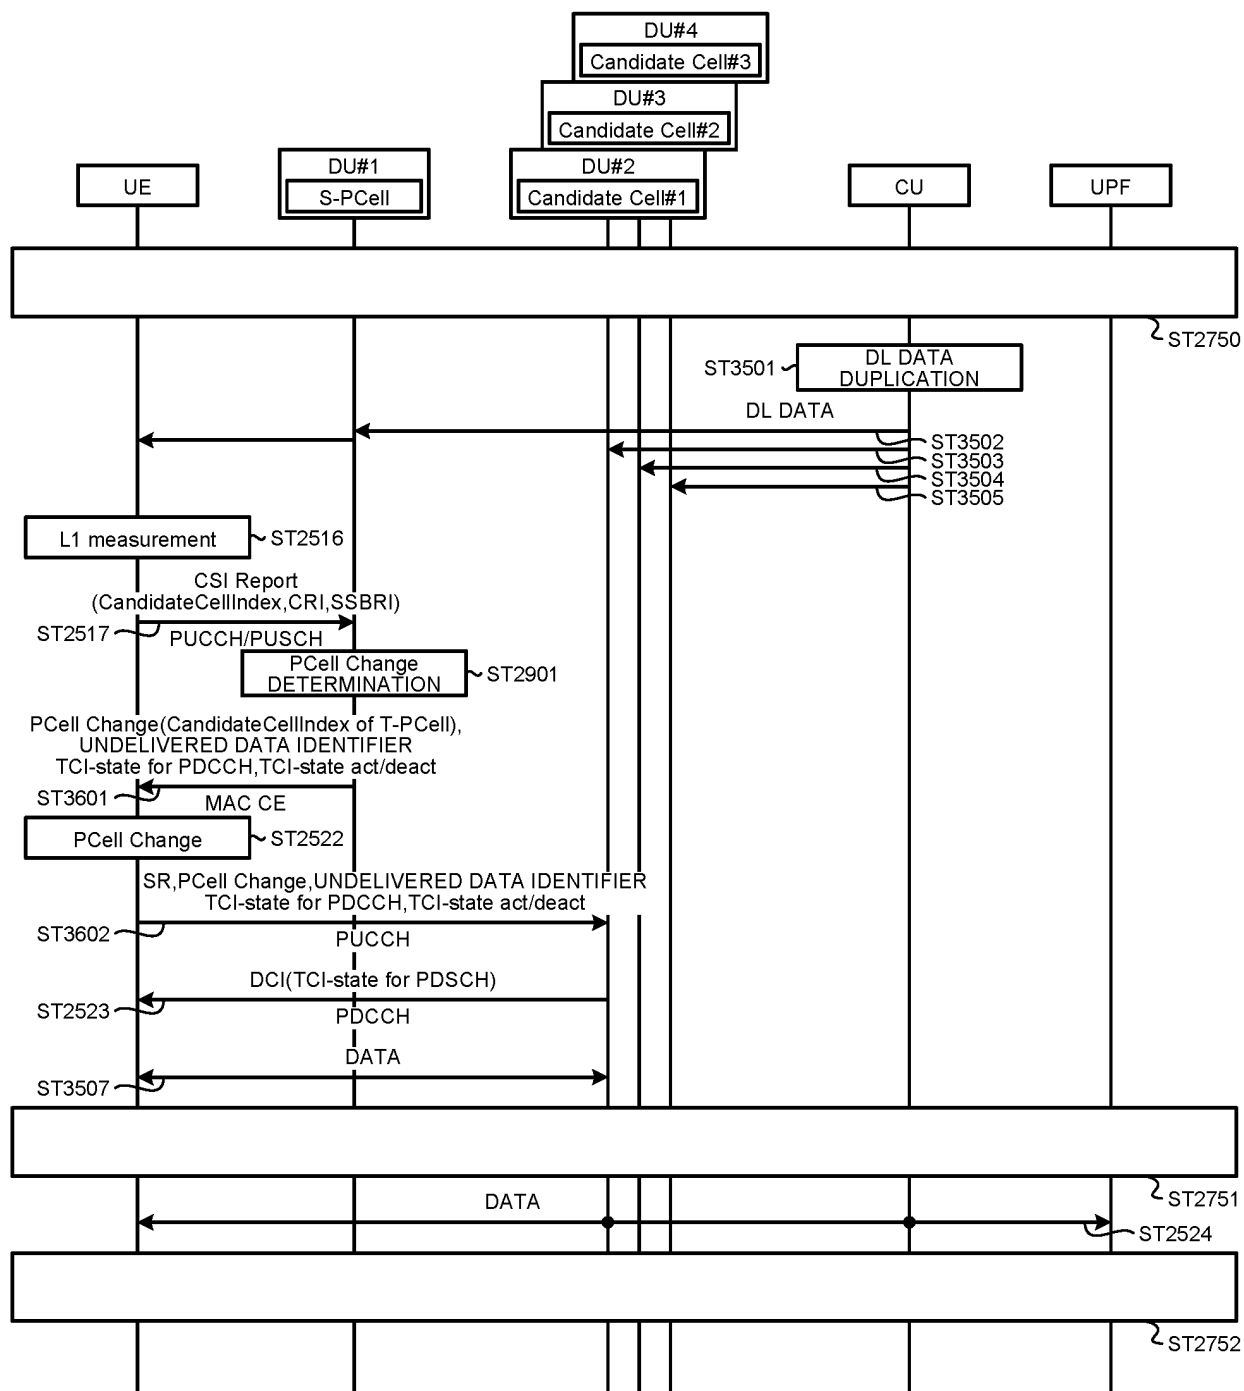 DU#4
Candidate Cell#3
DU#3
Candidate Cell#2
DU#2
Candidate Cell#1
UE
DU#1
S-PCell
CU
UPF
ST2750
ST3501
DL DATA
DUPLICATION
DL DATA
ST3502
ST3503
ST3504
ST3505
L1 measurement
ST2516
CSI Report
(CandidateCellIndex,CRI,SSBRI)
ST2517
PUCCH/PUSCH
PCell Change
DETERMINATION
ST2901
PCell Change(CandidateCellIndex of T-PCell),
UNDELIVERED DATA IDENTIFIER
TCI-state for PDCCH,TCI-state act/deact
ST3601
MAC CE
PCell Change
ST2522
SR,PCell Change,UNDELIVERED DATA IDENTIFIER
TCI-state for PDCCH,TCI-state act/deact
ST3602
PUCCH
DCI(TCI-state for PDSCH)
ST2523
PDCCH
DATA
ST3507
ST2751
DATA
ST2524
ST2752